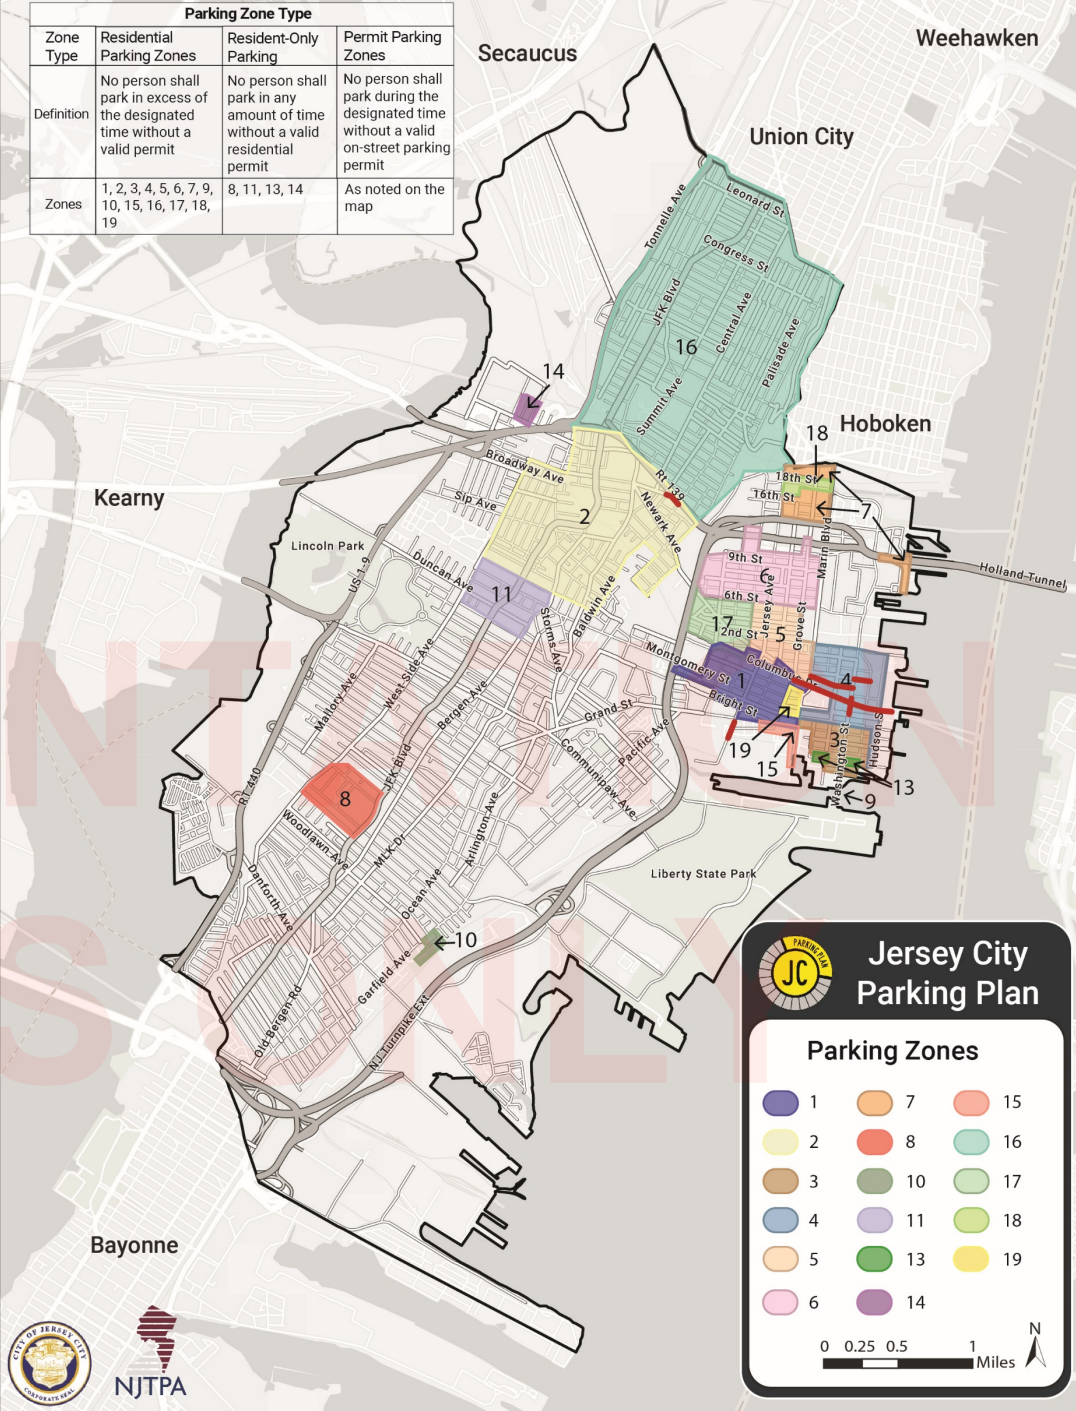 Parking Zone Type
Zone Type
Residential Parking Zones
Resident-Only Parking
Permit Parking Zones
Definition
No person shall
park in excess of
the designated
time without a
valid permit
No person shall
park in any
amount of time
without a valid
residential
permit
No person shall
park during the
designated time
without a valid
on-street parking
permit
Zones
1, 2, 3, 4, 5, 6, 7, 9,
10, 15, 16, 17, 18,
19
8, 11, 13, 14
As noted on the
map
Secaucus
Weehawken
Union City
Leonard St
Tonnelle Ave
Congress St
JFK Blvd
Central Ave
Palisade Ave
16
Summit Ave
14
Hoboken
18
Broadway Ave
Rt 139
18th St
16th St
7
Kearny
Sip Ave
2
Newark Ave
Marin Blvd
Lincoln Park
US 1-9
Duncan Ave
9th St
6
Holland Tunnel
11
Baldwin Ave
6th St
Jersey Ave
Grove St
Storms Ave
17
2nd St
5
West Side Ave
Montgomery St
Columbus Dr
1
4
Mallory Ave
Bergen Ave
Bright St
Grand St
Pacific Ave
Communipaw Ave
19
15
3
Hudson S
Washington St
13
9
RT 440
JFK Blvd
8
Woodlawn Ave
MLK Dr
Arlington Ave
Danforth Ave
Ocean Ave
Liberty State Park
10
Garfield Ave
Old Bergen Rd
NJ Turnpike Ext
NTATION
S ONLY
Bayonne
PARKING PLAN
JC
Jersey City
Parking Plan
Parking Zones
1
7
15
2
8
16
3
10
17
4
11
18
5
13
19
6
14
0 0.25 0.5 1
Miles
N
CITY OF JERSEY CITY
CORPORATE SEAL
NJTPA